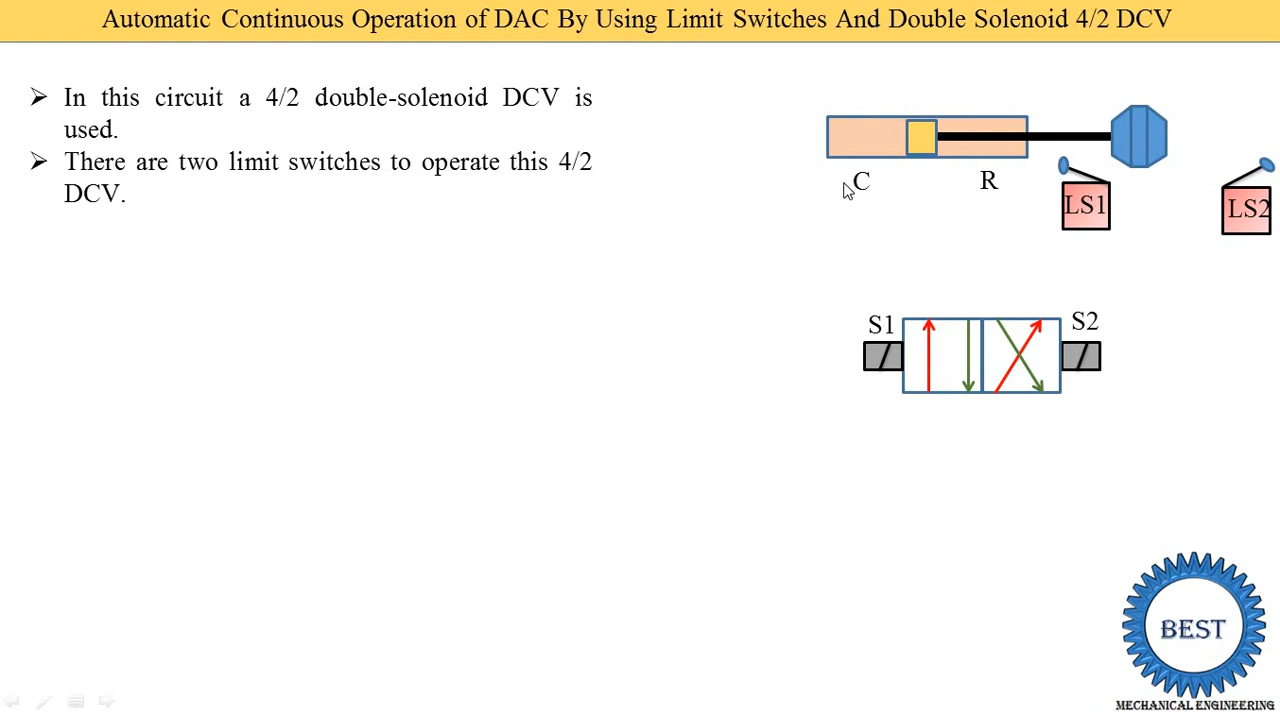 Automatic Continuous Operation of DAC By Using Limit Switches And Double Solenoid 4/2 DCV
➤ In this circuit a 4/2 double-solenoid DCV is
used.
➤ There are two limit switches to operate this 4/2
DCV.
C
R
LS1
LS2
S1
S2
BEST
MECHANICAL ENGINEERING